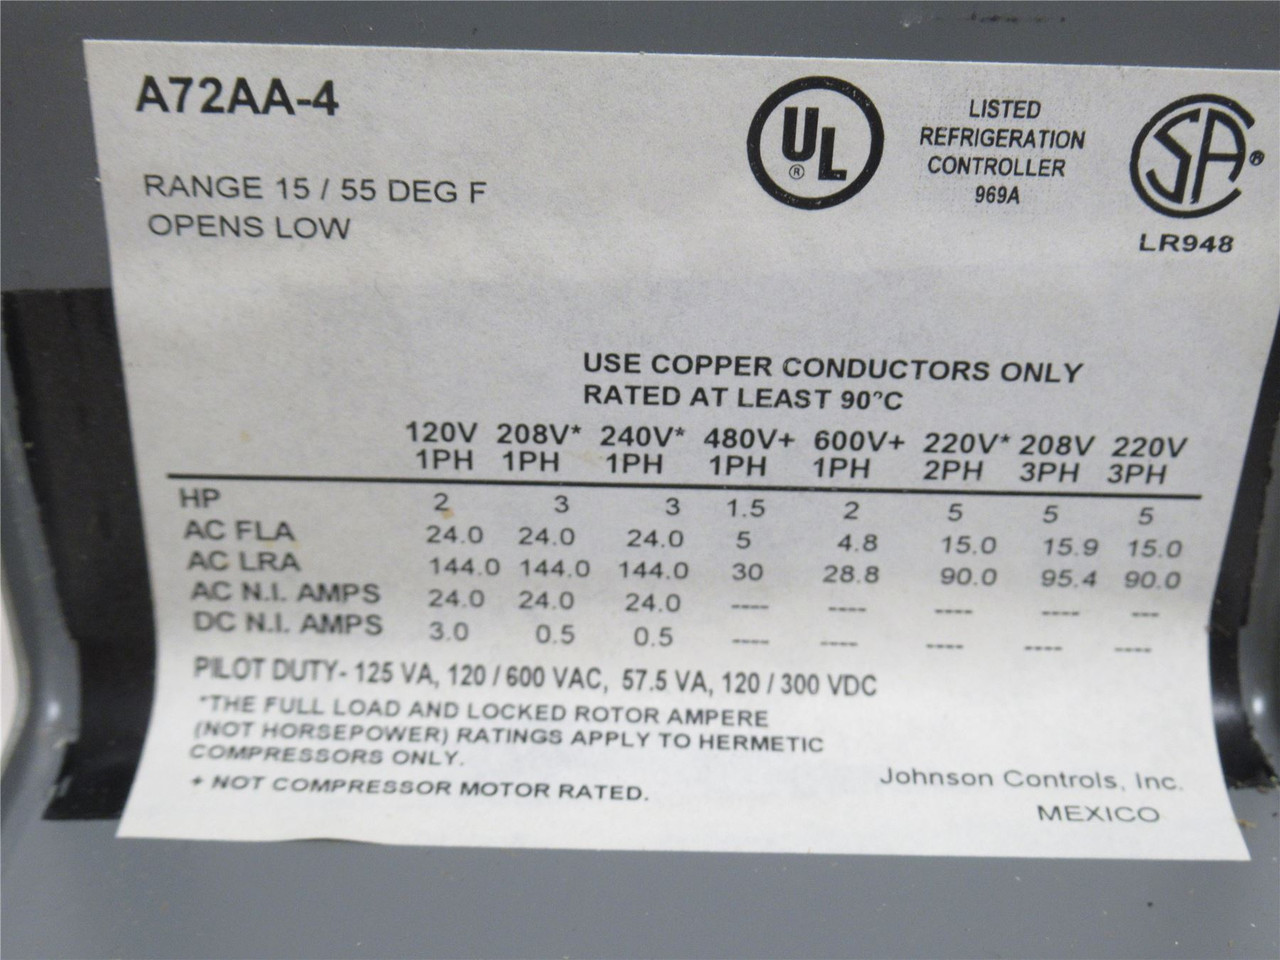 A72AA-4
RANGE 15 / 55 DEG F
OPENS LOW
UL ®
LISTED
REFRIGERATION
CONTROLLER
969A
SA ®
LR948
USE COPPER CONDUCTORS ONLY
RATED AT LEAST 90°C
120V 208V* 240V* 480V+ 600V+ 220V* 208V 220V
1PH 1PH 1PH 1PH 1PH 2PH 3PH 3PH
HP 2 3 3 1.5 2 5 5 5
AC FLA 24.0 24.0 24.0 5 4.8 15.0 15.9 15.0
AC LRA 144.0 144.0 144.0 30 28.8 90.0 95.4 90.0
AC N.I. AMPS 24.0 24.0 24.0 ---- ---- ---- ---- ---
DC N.I. AMPS 3.0 0.5 0.5 ---- ---- ---- ---- ----
PILOT DUTY- 125 VA, 120 / 600 VAC, 57.5 VA, 120 / 300 VDC
*THE FULL LOAD AND LOCKED ROTOR AMPERE
(NOT HORSEPOWER) RATINGS APPLY TO HERMETIC
COMPRESSORS ONLY.
+ NOT COMPRESSOR MOTOR RATED.
Johnson Controls, Inc.
MEXICO